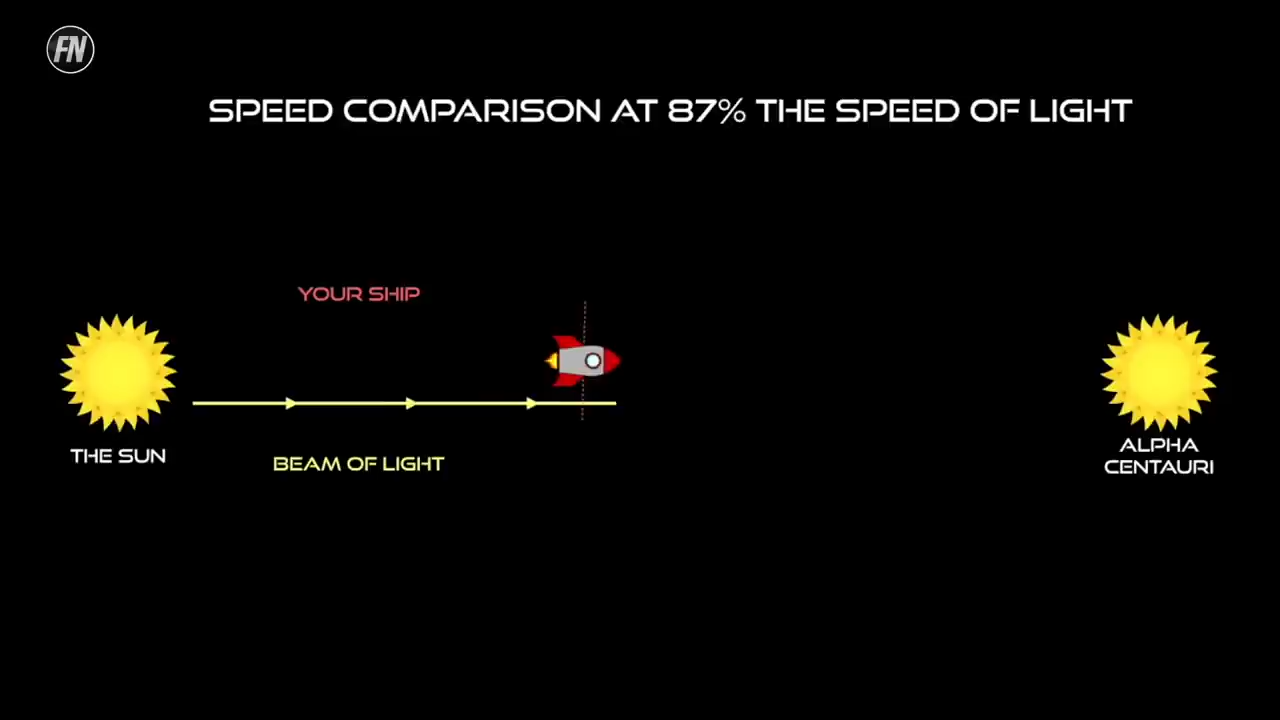 FN
SPEED COMPARISON AT 87% THE SPEED OF LIGHT
YOUR SHIP
THE SUN
BEAM OF LIGHT
ALPHA
CENTAURI